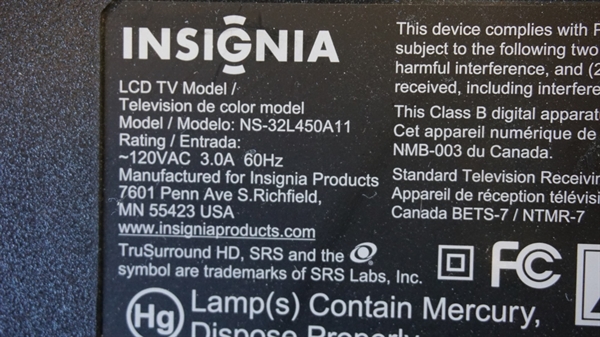 INSIGNIA
LCD TV Model /
Television de color model
Model / Modelo: NS-32L450A11
Rating / Entrada:
~120VAC 3.0A 60Hz
Manufactured for Insignia Products
7601 Penn Ave S.Richfield,
MN 55423 USA
www.insigniaproducts.com
TruSurround HD, SRS and the
symbol are trademarks of SRS Labs, Inc.
This device complies with
subject to the following two
harmful interference, and (2
received, including interfere
This Class B digital apparat
Cet appareil numérique de
NMB-003 du Canada.
Standard Television Receivin
Appareil de réception télévisi
Canada BETS-7 / NTMR-7
FC
Hg
Lamp(s) Contain Mercury,
Dispose Properly